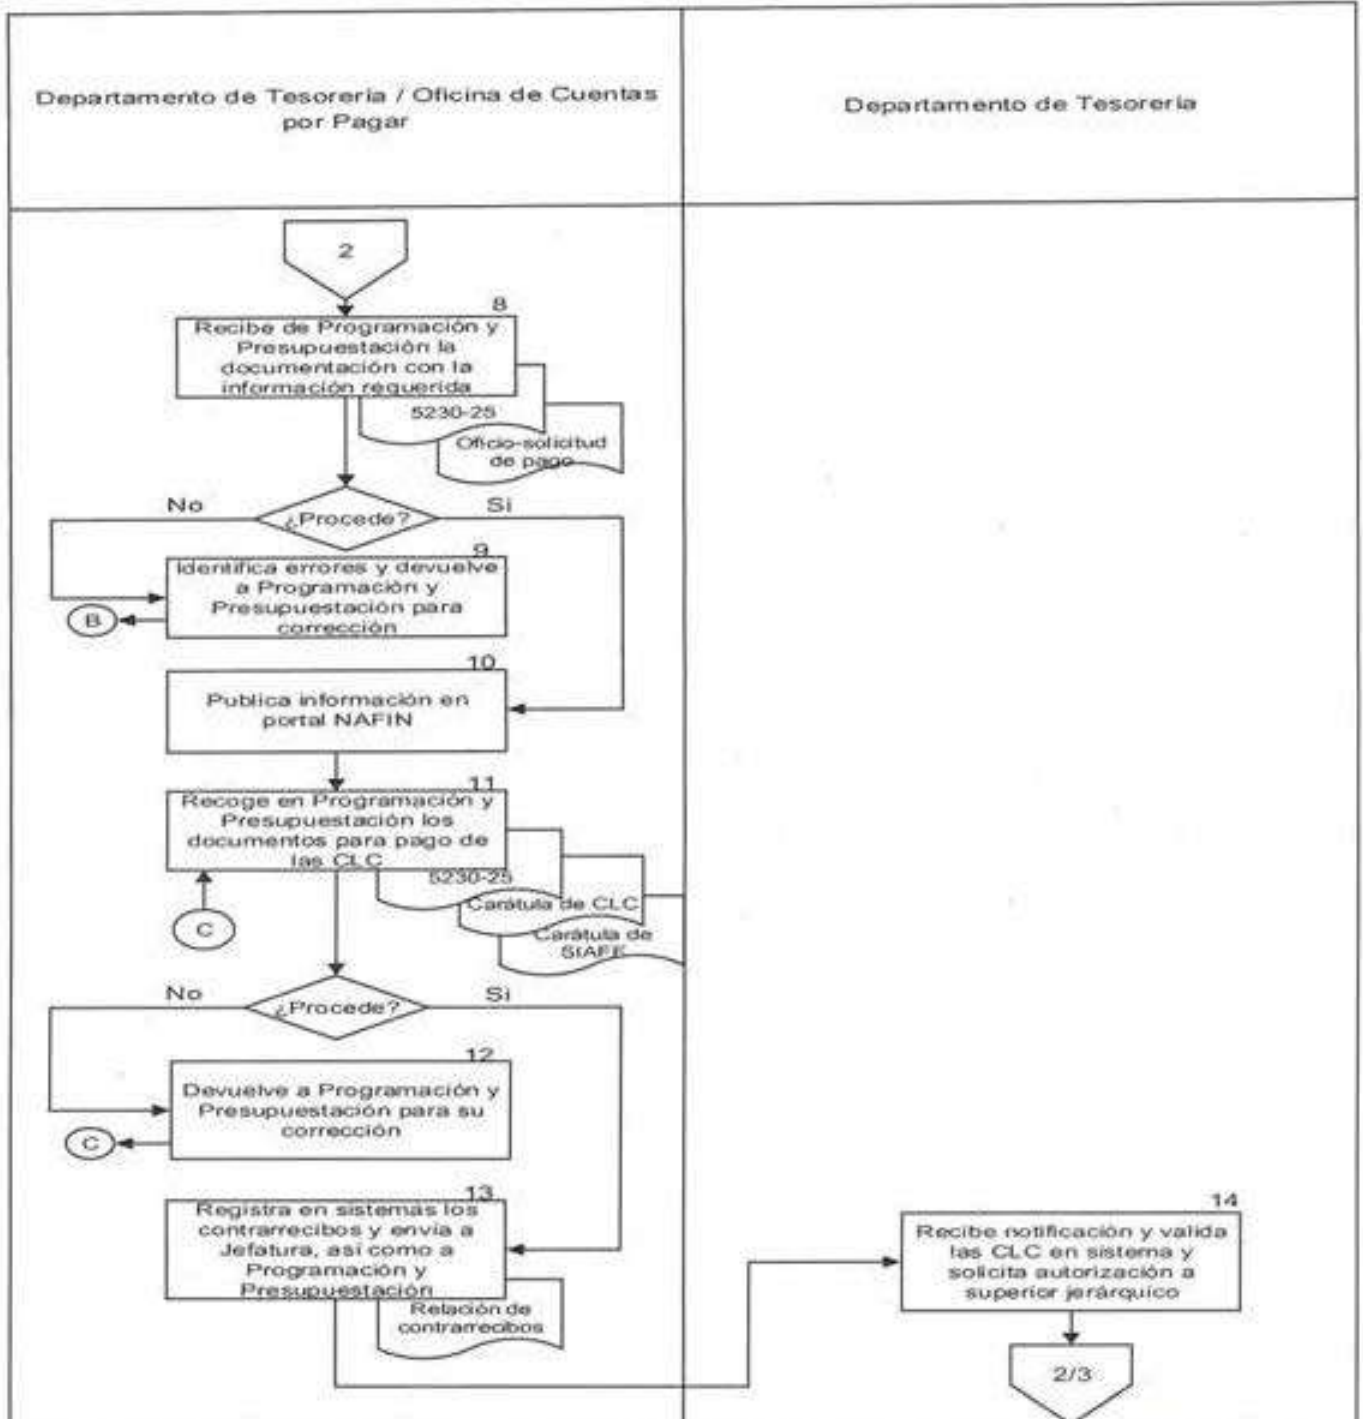 Departamento de Tesorería / Oficina de Cuentas
por Pagar
Departamento de Tesorería
2
8
Recibe de Programación y
Presupuestación la
documentación con la
información requerida
5230-25
Oficio-solicitud
de pago
¿Procede?
No
Si
9
Identifica errores y devuelve
a Programación y
Presupuestación para
corrección
B
10
Publica información en
portal NAFIN
11
Recoge en Programación y
Presupuestación los
documentos para pago de
las CLC
5230-25
Carátula de CLC
Carátula de
SIAFF
C
¿Procede?
No
Si
12
Devuelve a Programación y
Presupuestación para su
corrección
C
13
Registra en sistemas los
contrarrecibos y envía a
Jefatura, así como a
Programación y
Presupuestación
Relación de
contrarrecibos
14
Recibe notificación y valida
las CLC en sistema y
solicita autorización a
superior jerárquico
2/3